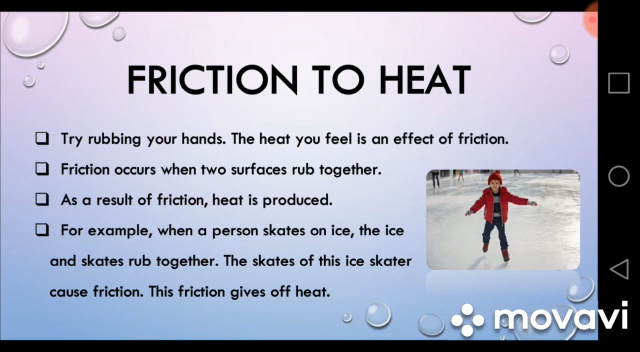 FRICTION TO HEAT
❑ Try rubbing your hands. The heat you feel is an effect of friction.
❑ Friction occurs when two surfaces rub together.
❑ As a result of friction, heat is produced.
❑ For example, when a person skates on ice, the ice
and skates rub together. The skates of this ice skater
cause friction. This friction gives off heat.
movavi